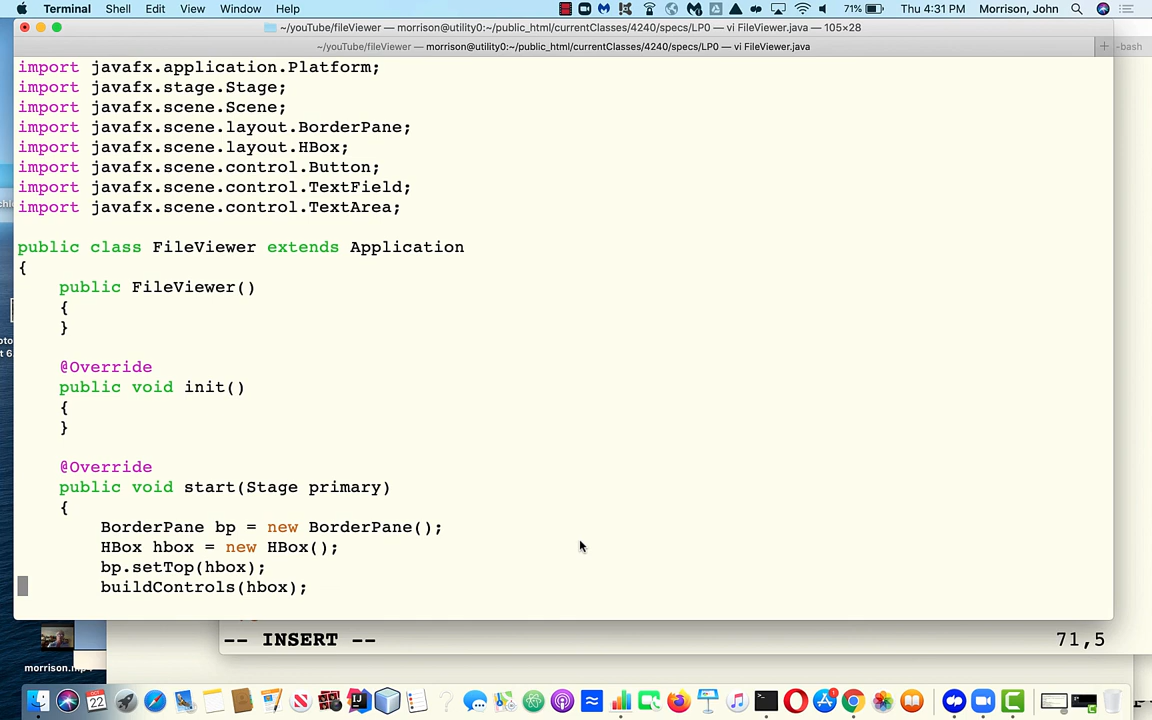 Terminal Shell Edit View Window Help 71% Thu 4:31 PM Morrison, John
~/youTube/fileViewer — morrison@utility0:~/public_html/currentClasses/4240/specs/LP0 — vi FileViewer.java — 105×28
~/youTube/fileViewer — morrison@utility0:~/public_html/currentClasses/4240/specs/LP0 — vi FileViewer.java + -bash
import javafx.application.Platform;
import javafx.stage.Stage;
import javafx.scene.Scene;
import javafx.scene.layout.BorderPane;
import javafx.scene.layout.HBox;
import javafx.scene.control.Button;
import javafx.scene.control.TextField;
import javafx.scene.control.TextArea;
public class FileViewer extends Application
{
public FileViewer()
{
}
@Override
public void init()
{
}
@Override
public void start(Stage primary)
{
BorderPane bp = new BorderPane();
HBox hbox = new HBox();
bp.setTop(hbox);
buildControls(hbox);
-- INSERT -- 71,5